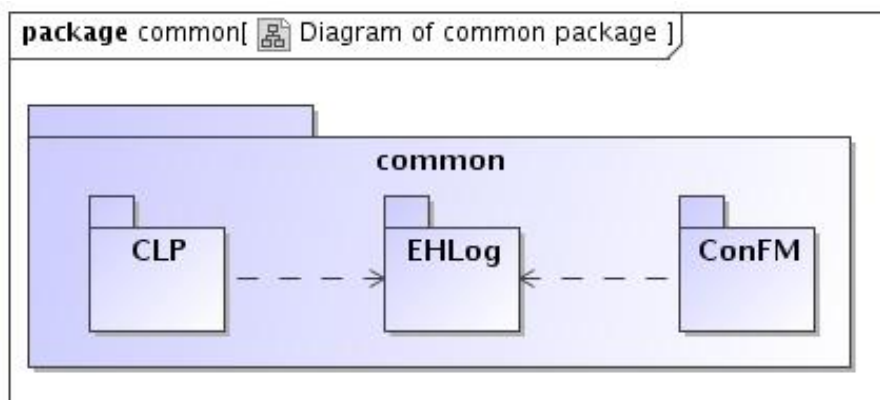 package common[ Diagram of common package ]
common
CLP EHLog ConFM